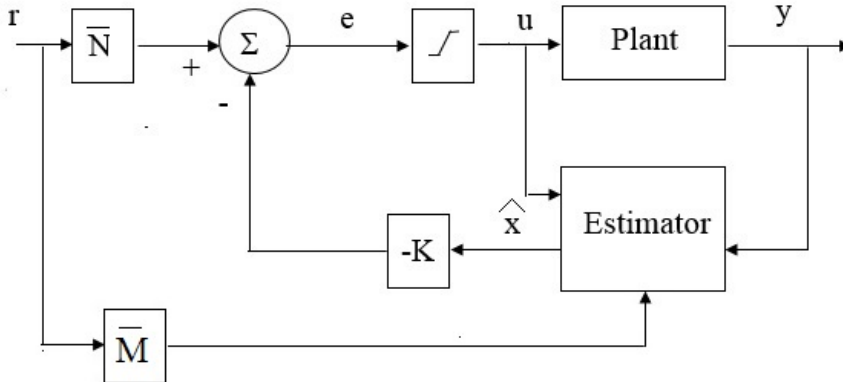 r
N̅
+
-
Σ
e
u
Plant
y
x̂
Estimator
-K
M̅